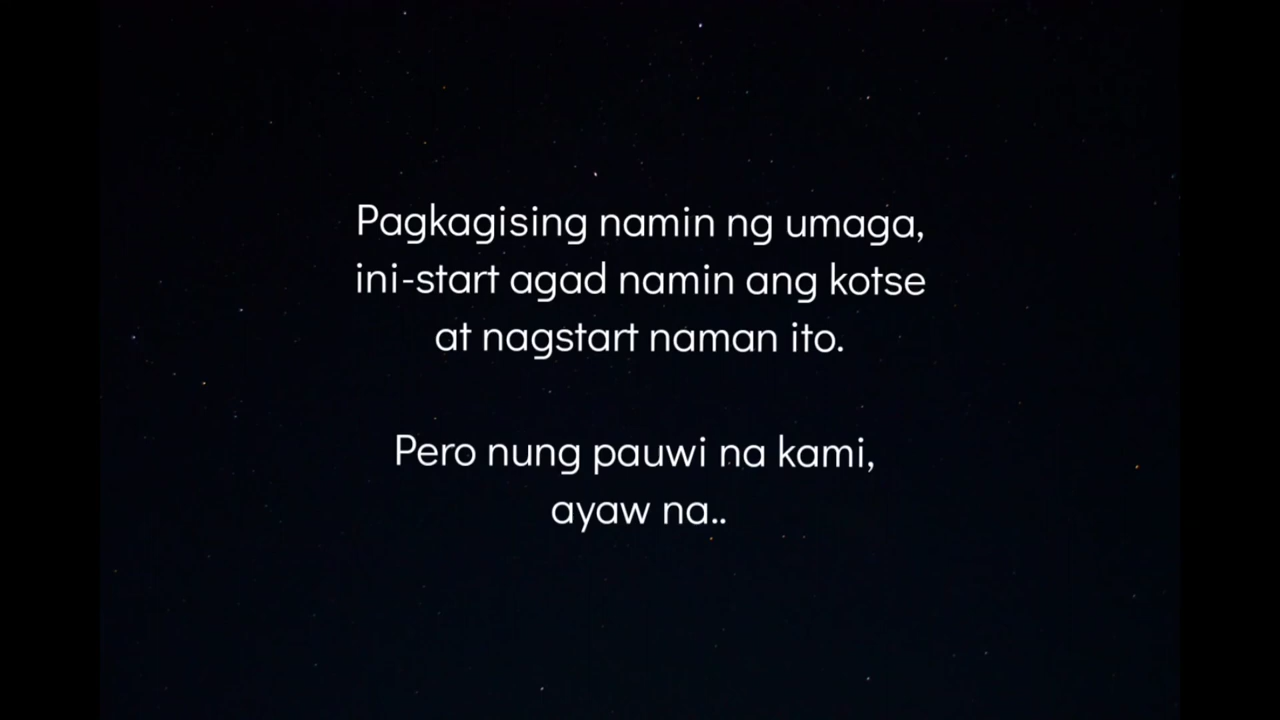 Pagkagising namin ng umaga,
ini-start agad namin ang kotse
at nagstart naman ito.
Pero nung pauwi na kami,
ayaw na..